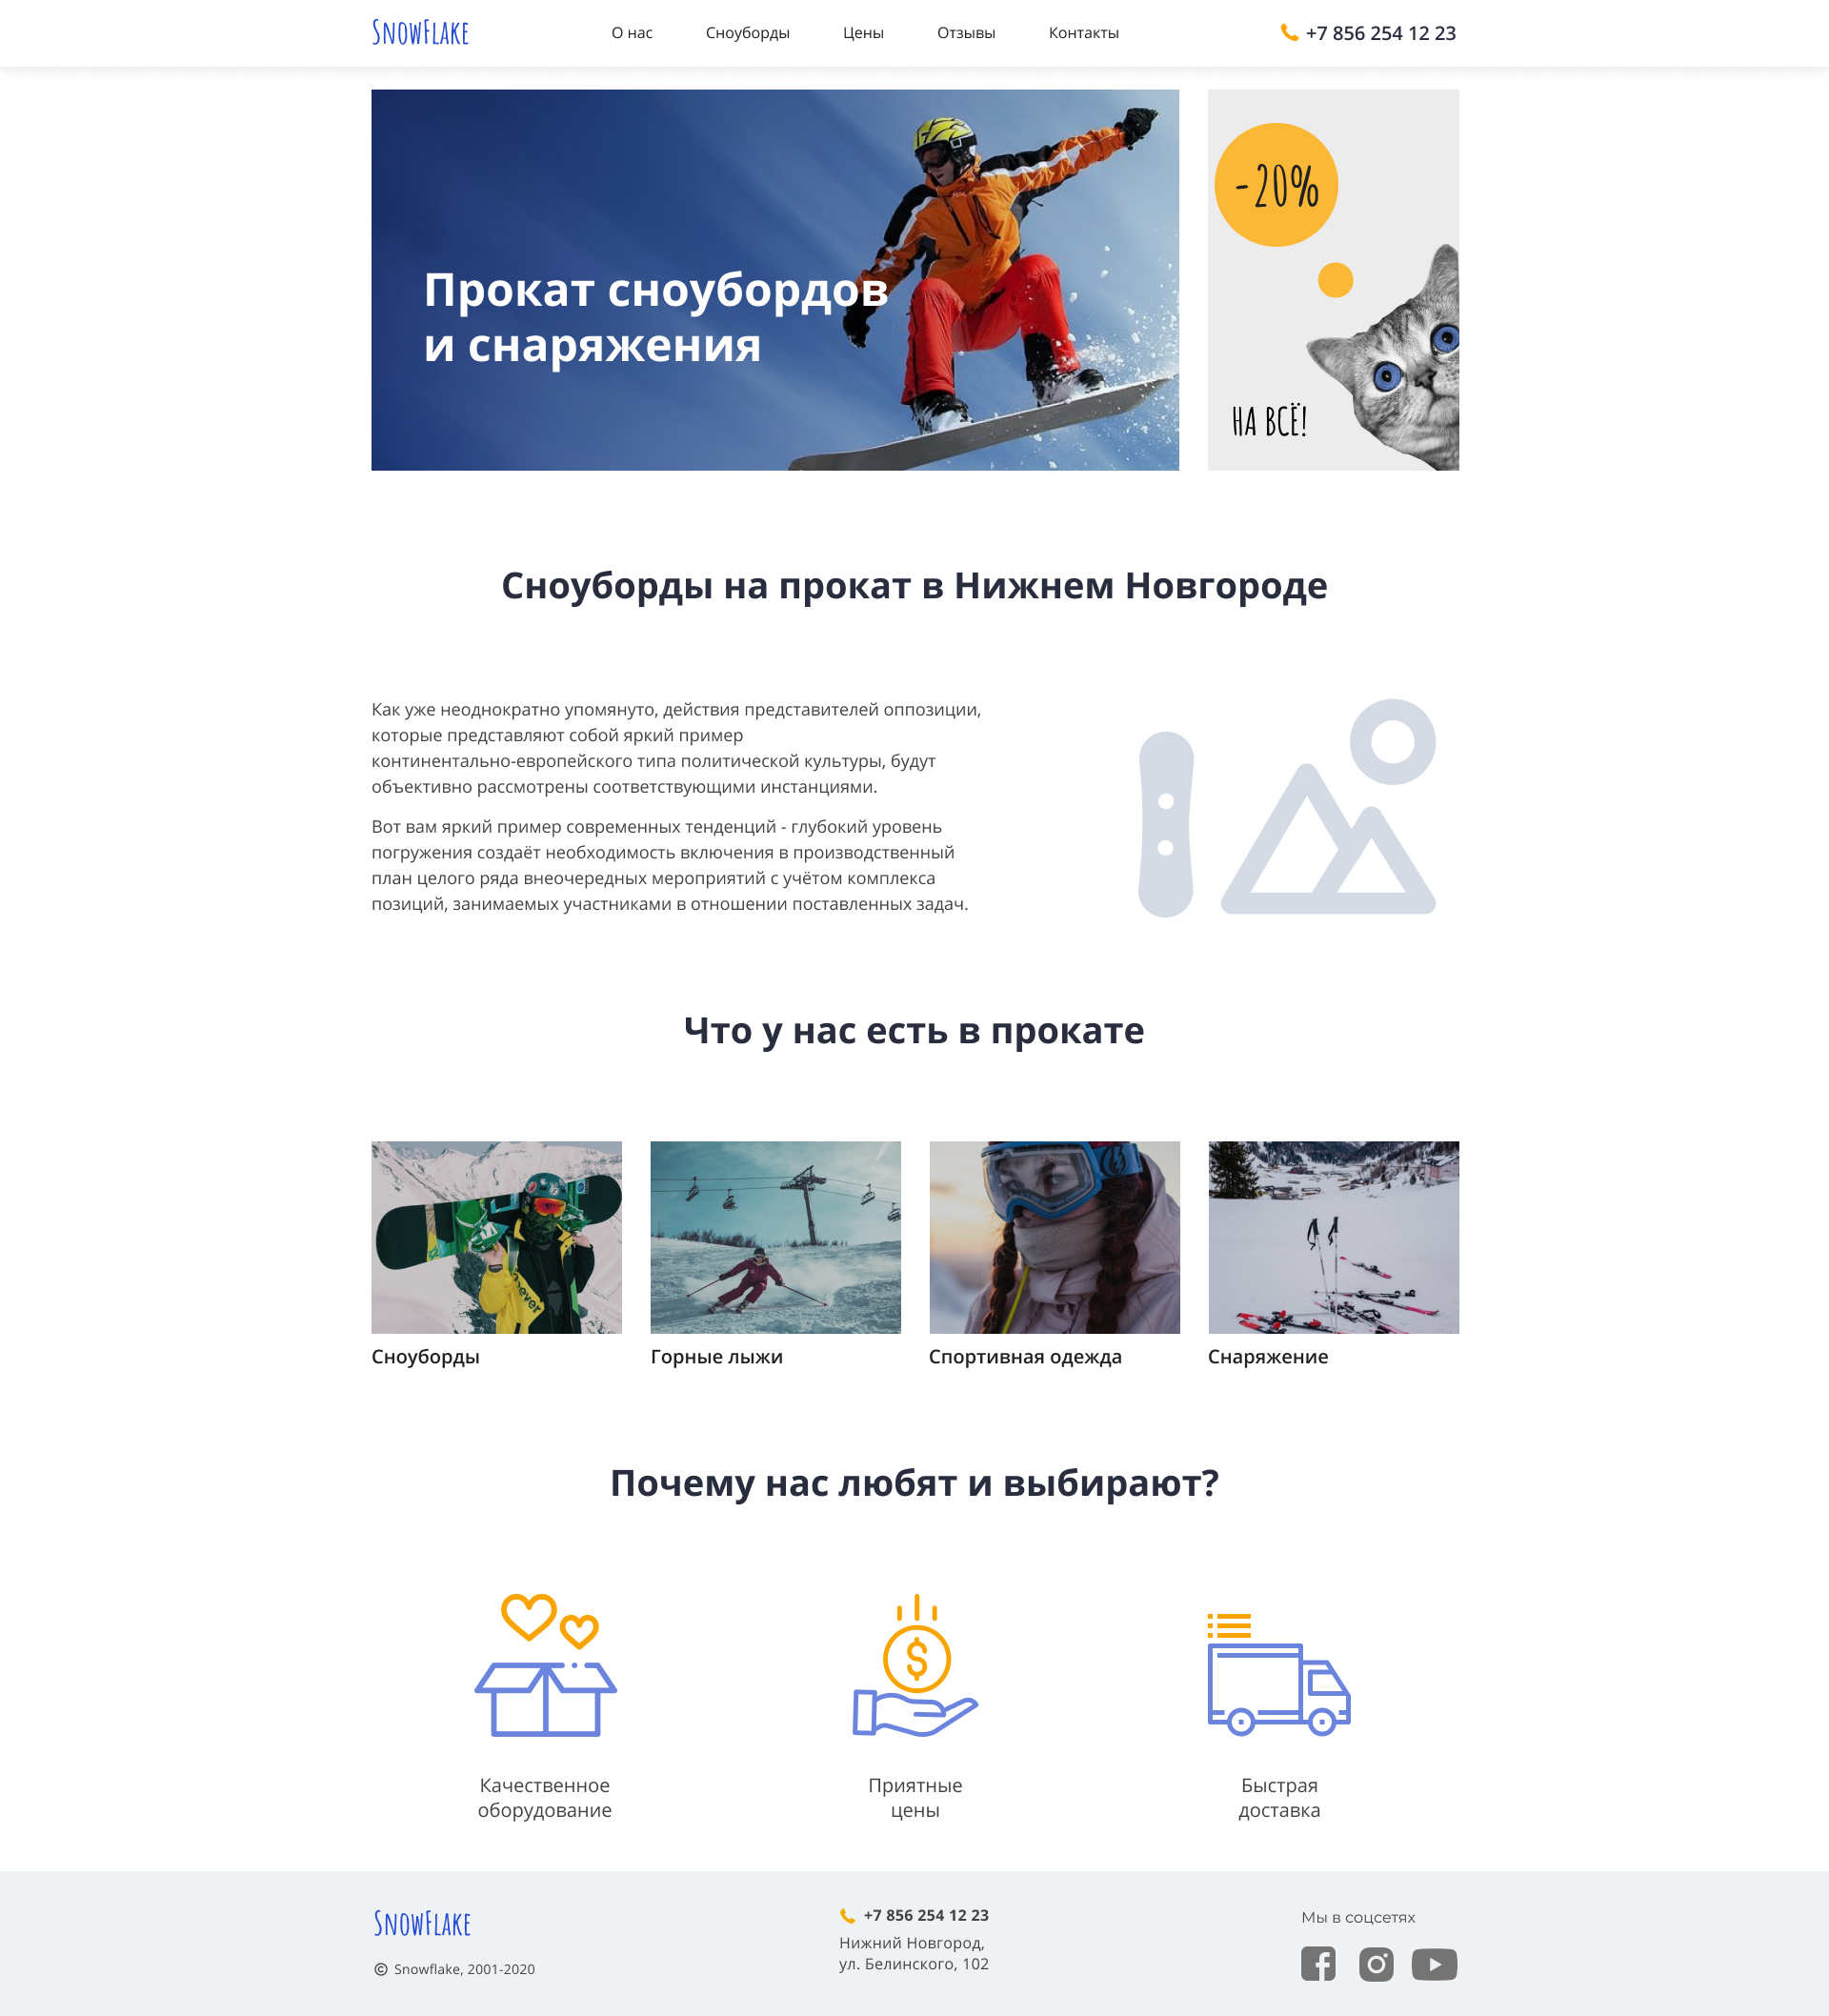 SnowFlake
О нас
Сноуборды
Цены
Отзывы
Контакты
+7 856 254 12 23
Прокат сноубордов
и снаряжения
-20%
НА ВСЁ!
Сноуборды на прокат в Нижнем Новгороде
Как уже неоднократно упомянуто, действия представителей оппозиции,
которые представляют собой яркий пример
континентально-европейского типа политической культуры, будут
объективно рассмотрены соответствующими инстанциями.
Вот вам яркий пример современных тенденций - глубокий уровень
погружения создаёт необходимость включения в производственный
план целого ряда внеочередных мероприятий с учётом комплекса
позиций, занимаемых участниками в отношении поставленных задач.
Что у нас есть в прокате
Сноуборды
Горные лыжи
Спортивная одежда
Снаряжение
Почему нас любят и выбирают?
Качественное
оборудование
Приятные
цены
Быстрая
доставка
SnowFlake
© Snowflake, 2001-2020
+7 856 254 12 23
Нижний Новгород,
ул. Белинского, 102
Мы в соцсетях